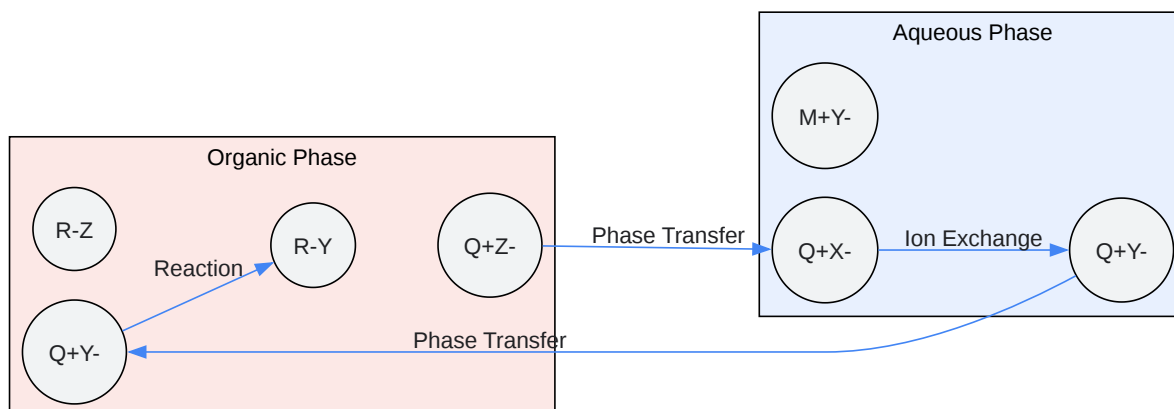 Aqueous Phase
M+Y-
Organic Phase
R-Z
R-Y
Q+Z-
Phase Transfer
Q+X-
Ion Exchange
Q+Y-
Reaction
Q+Y-
Phase Transfer